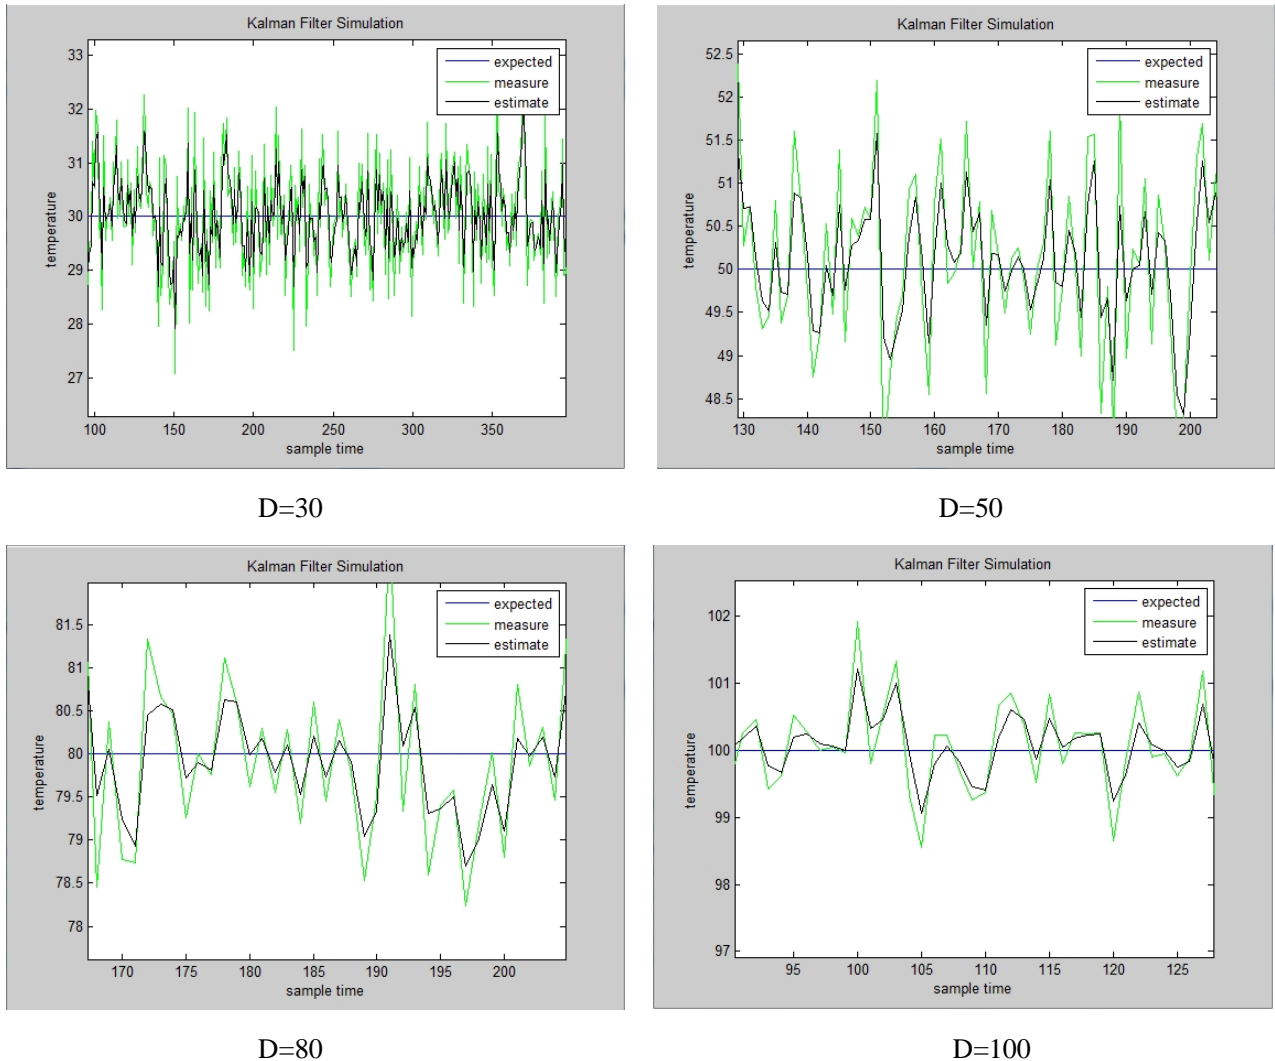 Kalman Filter Simulation
33
32
31
30
29
28
27
temperature
expected
measure
estimate
100 150 200 250 300 350
sample time
D=30
Kalman Filter Simulation
52.5
52
51.5
51
50.5
50
49.5
49
48.5
temperature
expected
measure
estimate
130 140 150 160 170 180 190 200
sample time
D=50
Kalman Filter Simulation
81.5
81
80.5
80
79.5
79
78.5
78
temperature
expected
measure
estimate
170 175 180 185 190 195 200
sample time
D=80
Kalman Filter Simulation
102
101
100
99
98
97
temperature
expected
measure
estimate
95 100 105 110 115 120 125
sample time
D=100